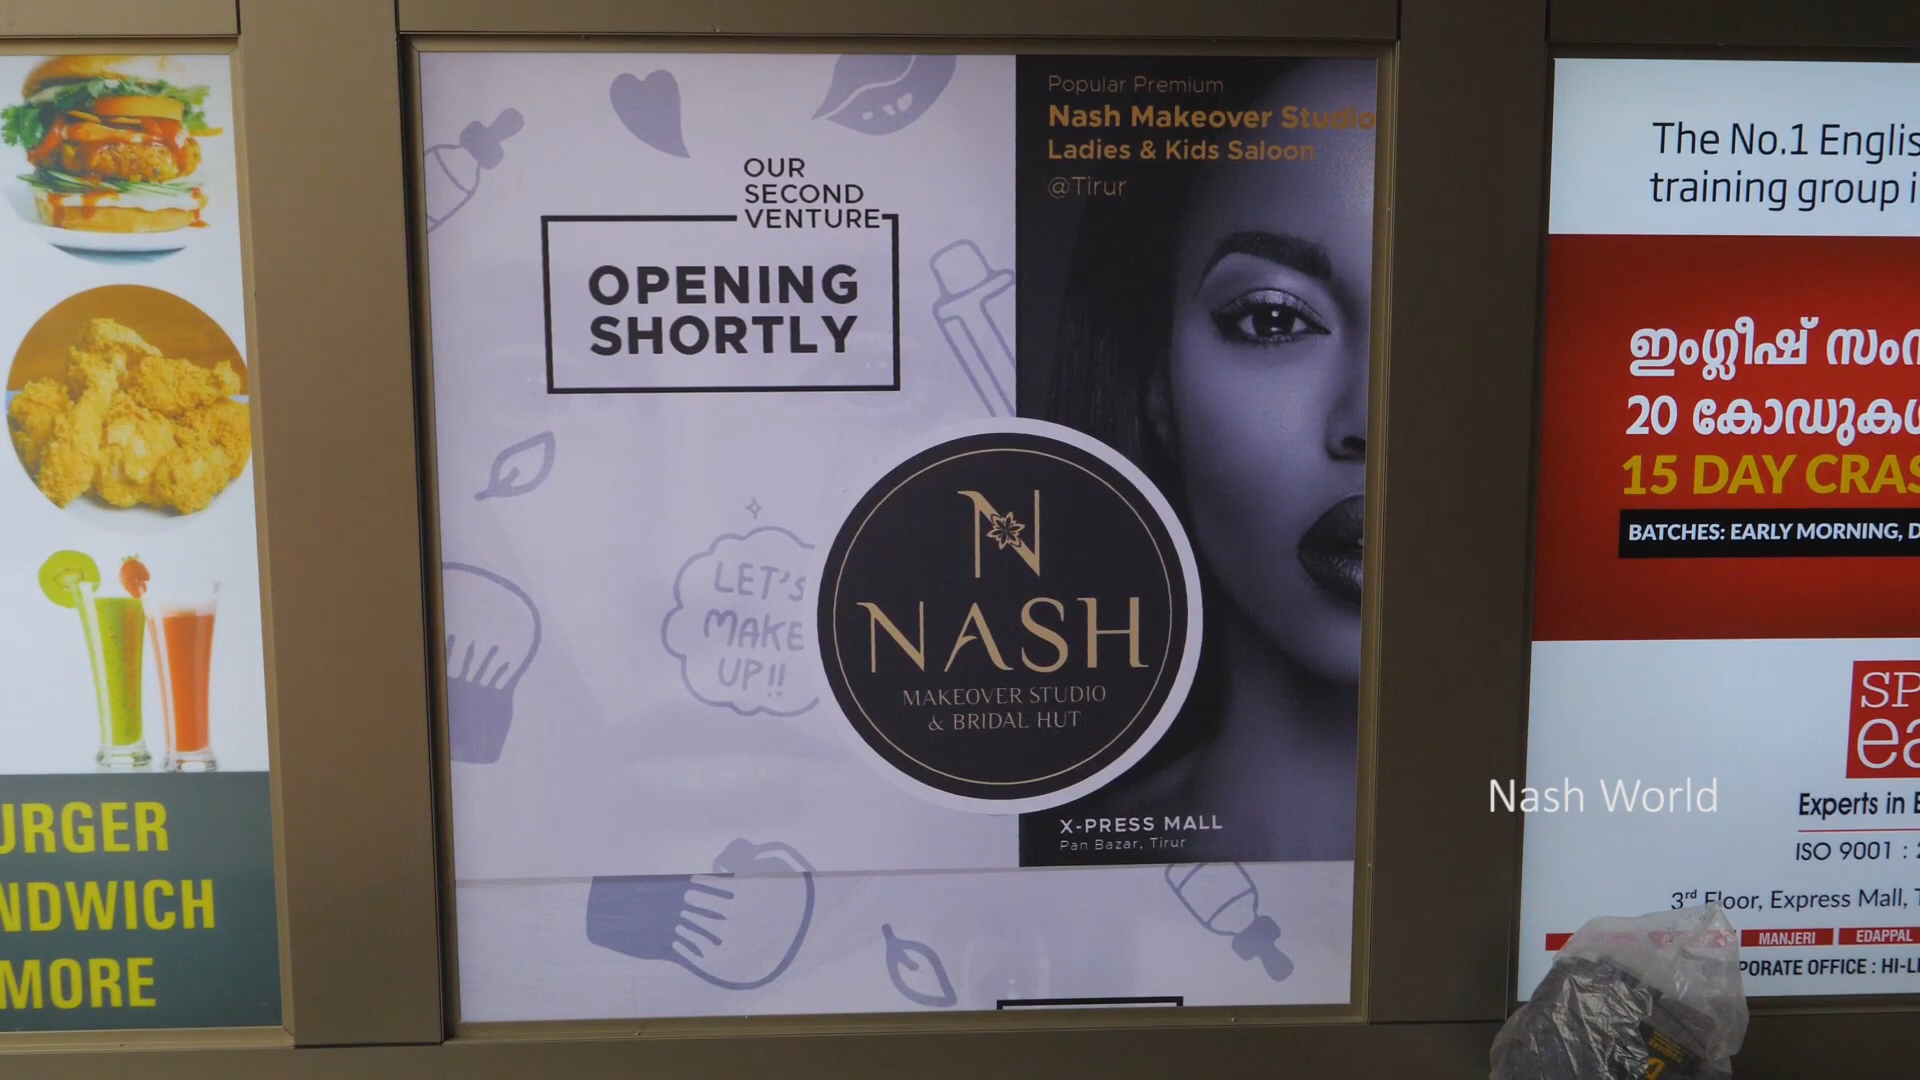 URGER
NDWICH
MORE
OUR
SECOND
VENTURE
OPENING
SHORTLY
LET'S
MAKE
UP!!
Popular Premium
Nash Makeover Studio
Ladies & Kids Saloon
@Tirur
N
NASH
MAKEOVER STUDIO
& BRIDAL HUT
X-PRESS MALL
Pan Bazar, Tirur
The No.1 Englis
training group i
ഇംഗ്ലീഷ്
20 കോഡുകൾ
15 DAY CRAS
BATCHES: EARLY MORNING, D
SP
ea
Nash World
Experts in E
ISO 9001 : 2
3rd Floor, Express Mall, T
MANJERI EDAPPAL
PORATE OFFICE : HI-LI